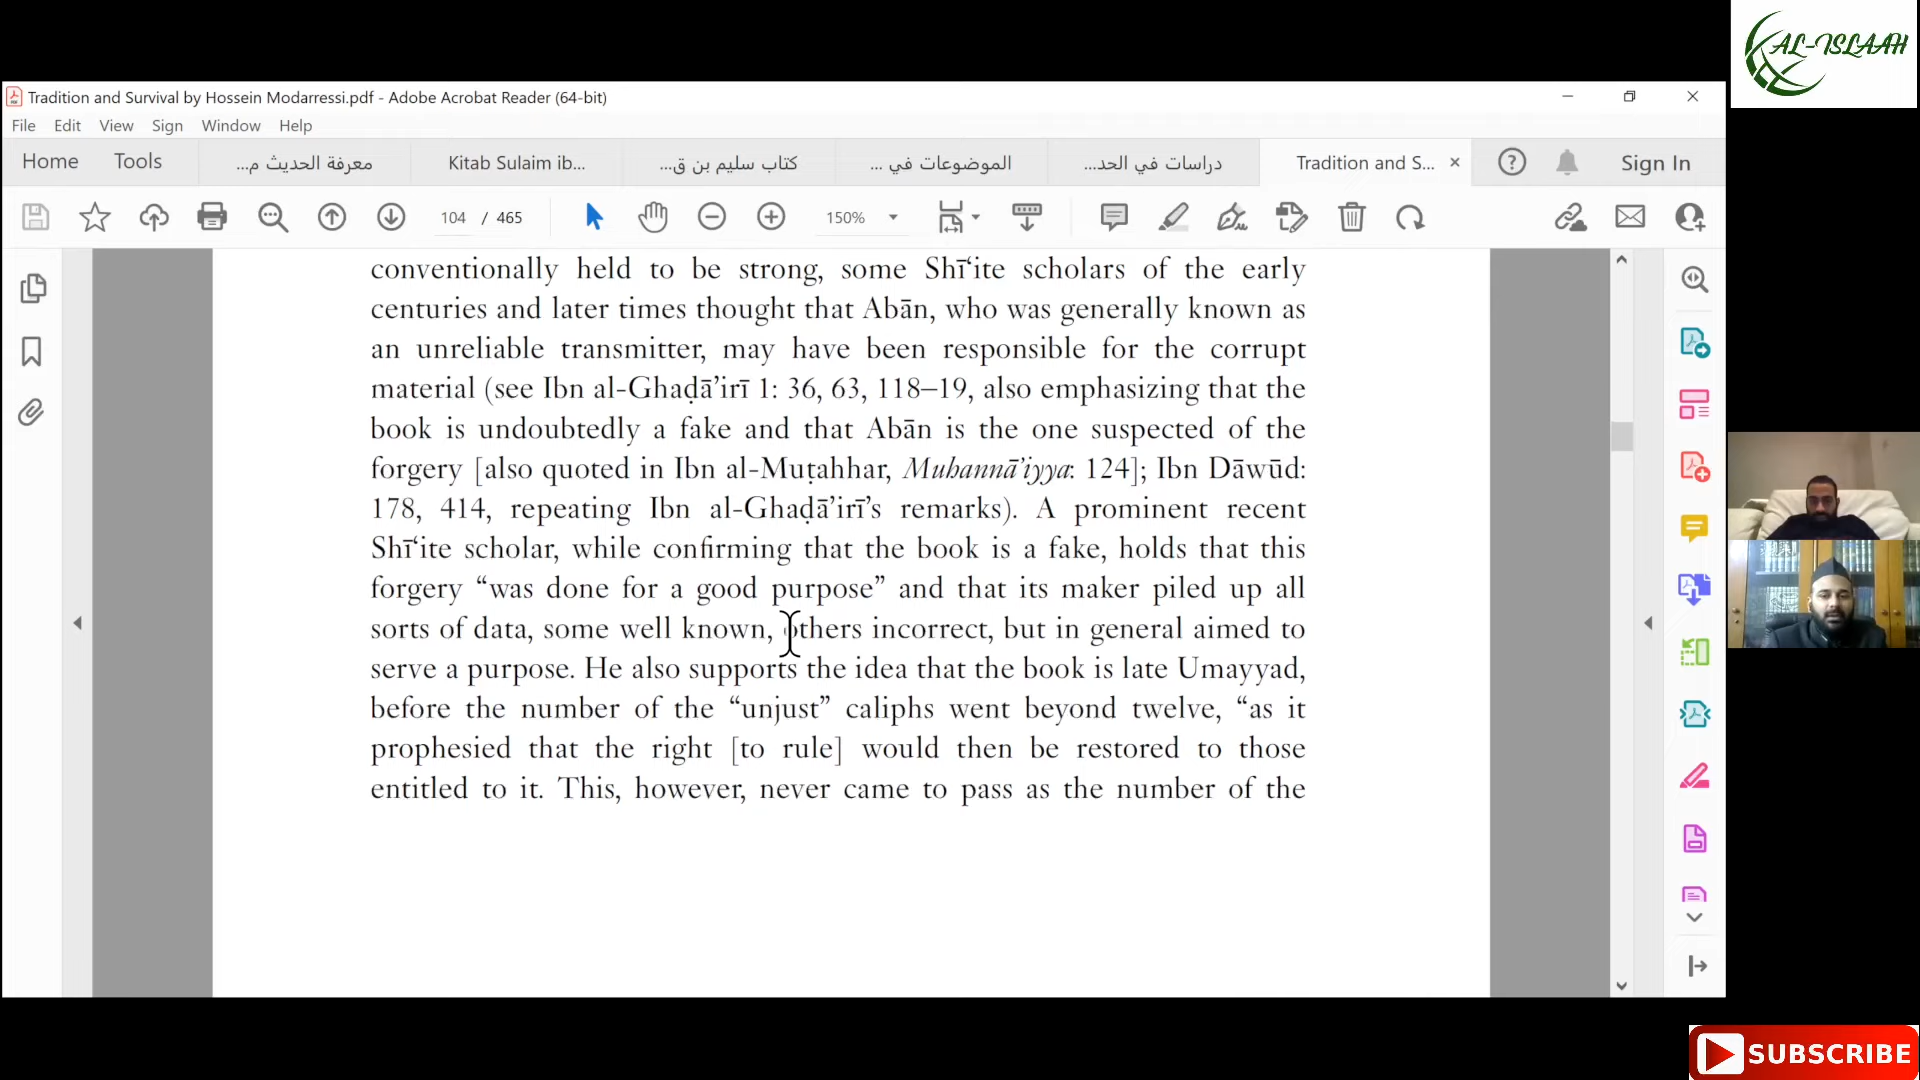 AL-ISLAAH
Tradition and Survival by Hossein Modarressi.pdf - Adobe Acrobat Reader (64-bit)
File Edit View Sign Window Help
Home Tools معرفة الحديث م... Kitab Sulaim ib... كتاب سليم بن ق... الموضوعات في ... دراسات في الحد... Tradition and S... Sign In
104 / 465 150%
conventionally held to be strong, some Shī‘ite scholars of the early
centuries and later times thought that Abān, who was generally known as
an unreliable transmitter, may have been responsible for the corrupt
material (see Ibn al-Ghaḍā’irī 1: 36, 63, 118–19, also emphasizing that the
book is undoubtedly a fake and that Abān is the one suspected of the
forgery [also quoted in Ibn al-Muṭahhar, Muhannā’iyya: 124]; Ibn Dāwūd:
178, 414, repeating Ibn al-Ghaḍā’irī’s remarks). A prominent recent
Shī‘ite scholar, while confirming that the book is a fake, holds that this
forgery “was done for a good purpose” and that its maker piled up all
sorts of data, some well known, others incorrect, but in general aimed to
serve a purpose. He also supports the idea that the book is late Umayyad,
before the number of the “unjust” caliphs went beyond twelve, “as it
prophesied that the right [to rule] would then be restored to those
entitled to it. This, however, never came to pass as the number of the
SUBSCRIBE